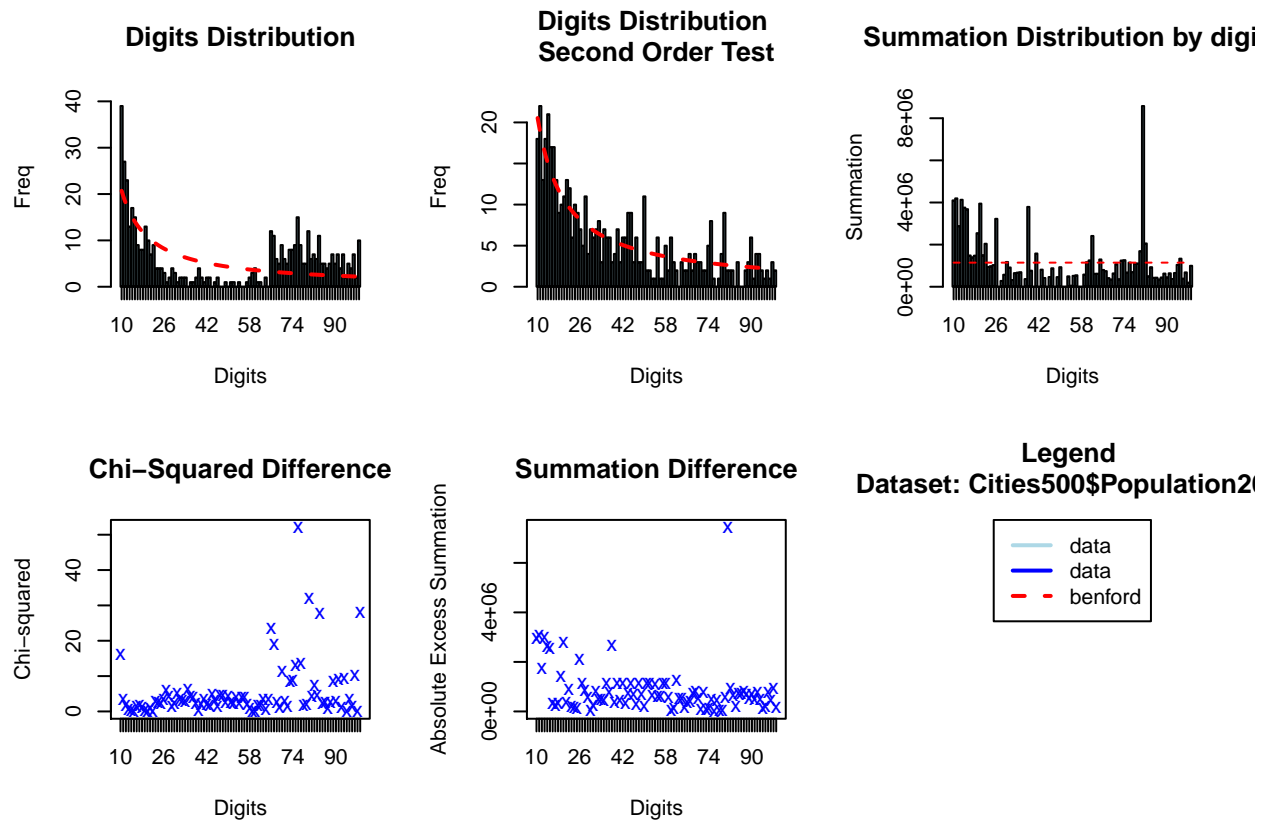 Digits Distribution
Freq
0 10 20 30 40
10 26 42 58 74 90
Digits
Digits Distribution
Second Order Test
Freq
0 5 10 20
10 26 42 58 74 90
Digits
Summation Distribution by digi
Summation
0e+00 4e+06 8e+06
10 26 42 58 74 90
Digits
Chi−Squared Difference
Chi−squared
0 20 40
10 26 42 58 74 90
Digits
Summation Difference
Absolute Excess Summation
0e+00 4e+06
10 26 42 58 74 90
Digits
Legend
Dataset: Cities500$Population2
data
data
benford